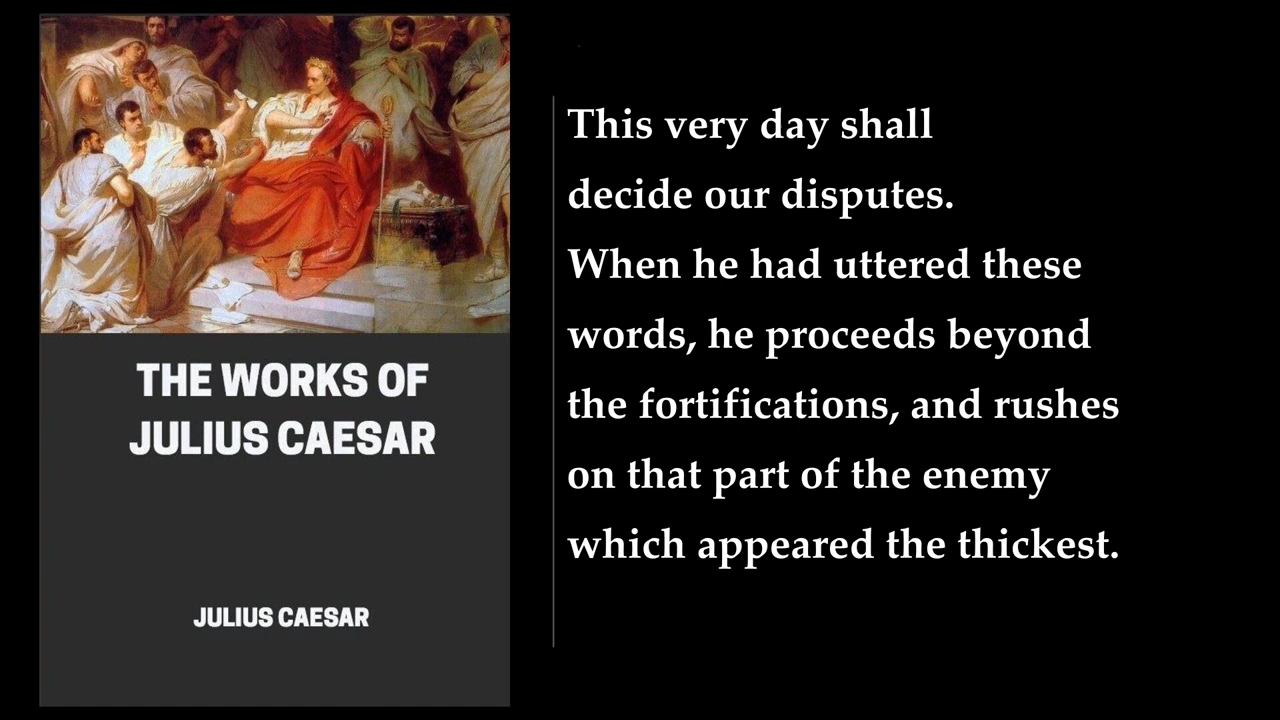 THE WORKS OF
JULIUS CAESAR
JULIUS CAESAR
This very day shall
decide our disputes.
When he had uttered these
words, he proceeds beyond
the fortifications, and rushes
on that part of the enemy
which appeared the thickest.